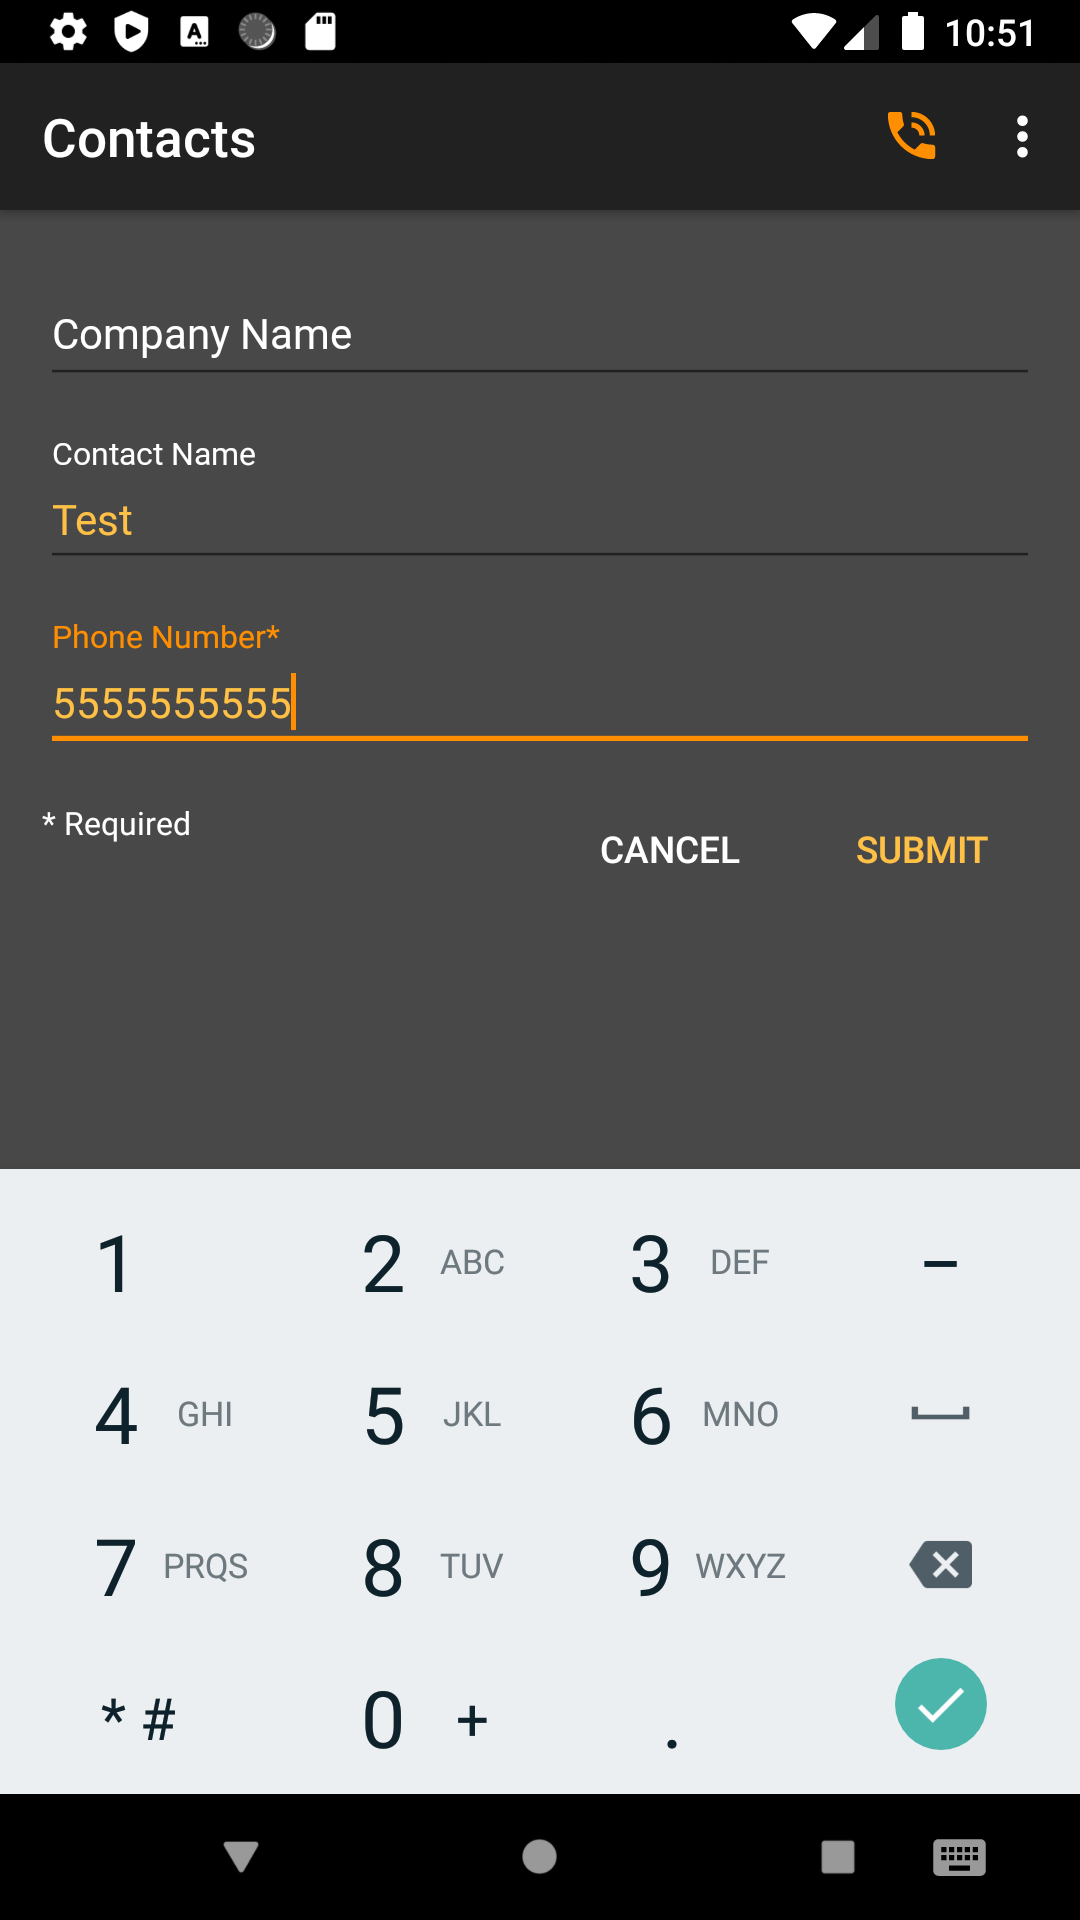 10:51
Contacts
Company Name
Contact Name
Test
Phone Number*
5555555555
* Required
CANCEL SUBMIT
1 2 ABC 3 DEF –
4 GHI 5 JKL 6 MNO
7 PRQS 8 TUV 9 WXYZ
* # 0 + .